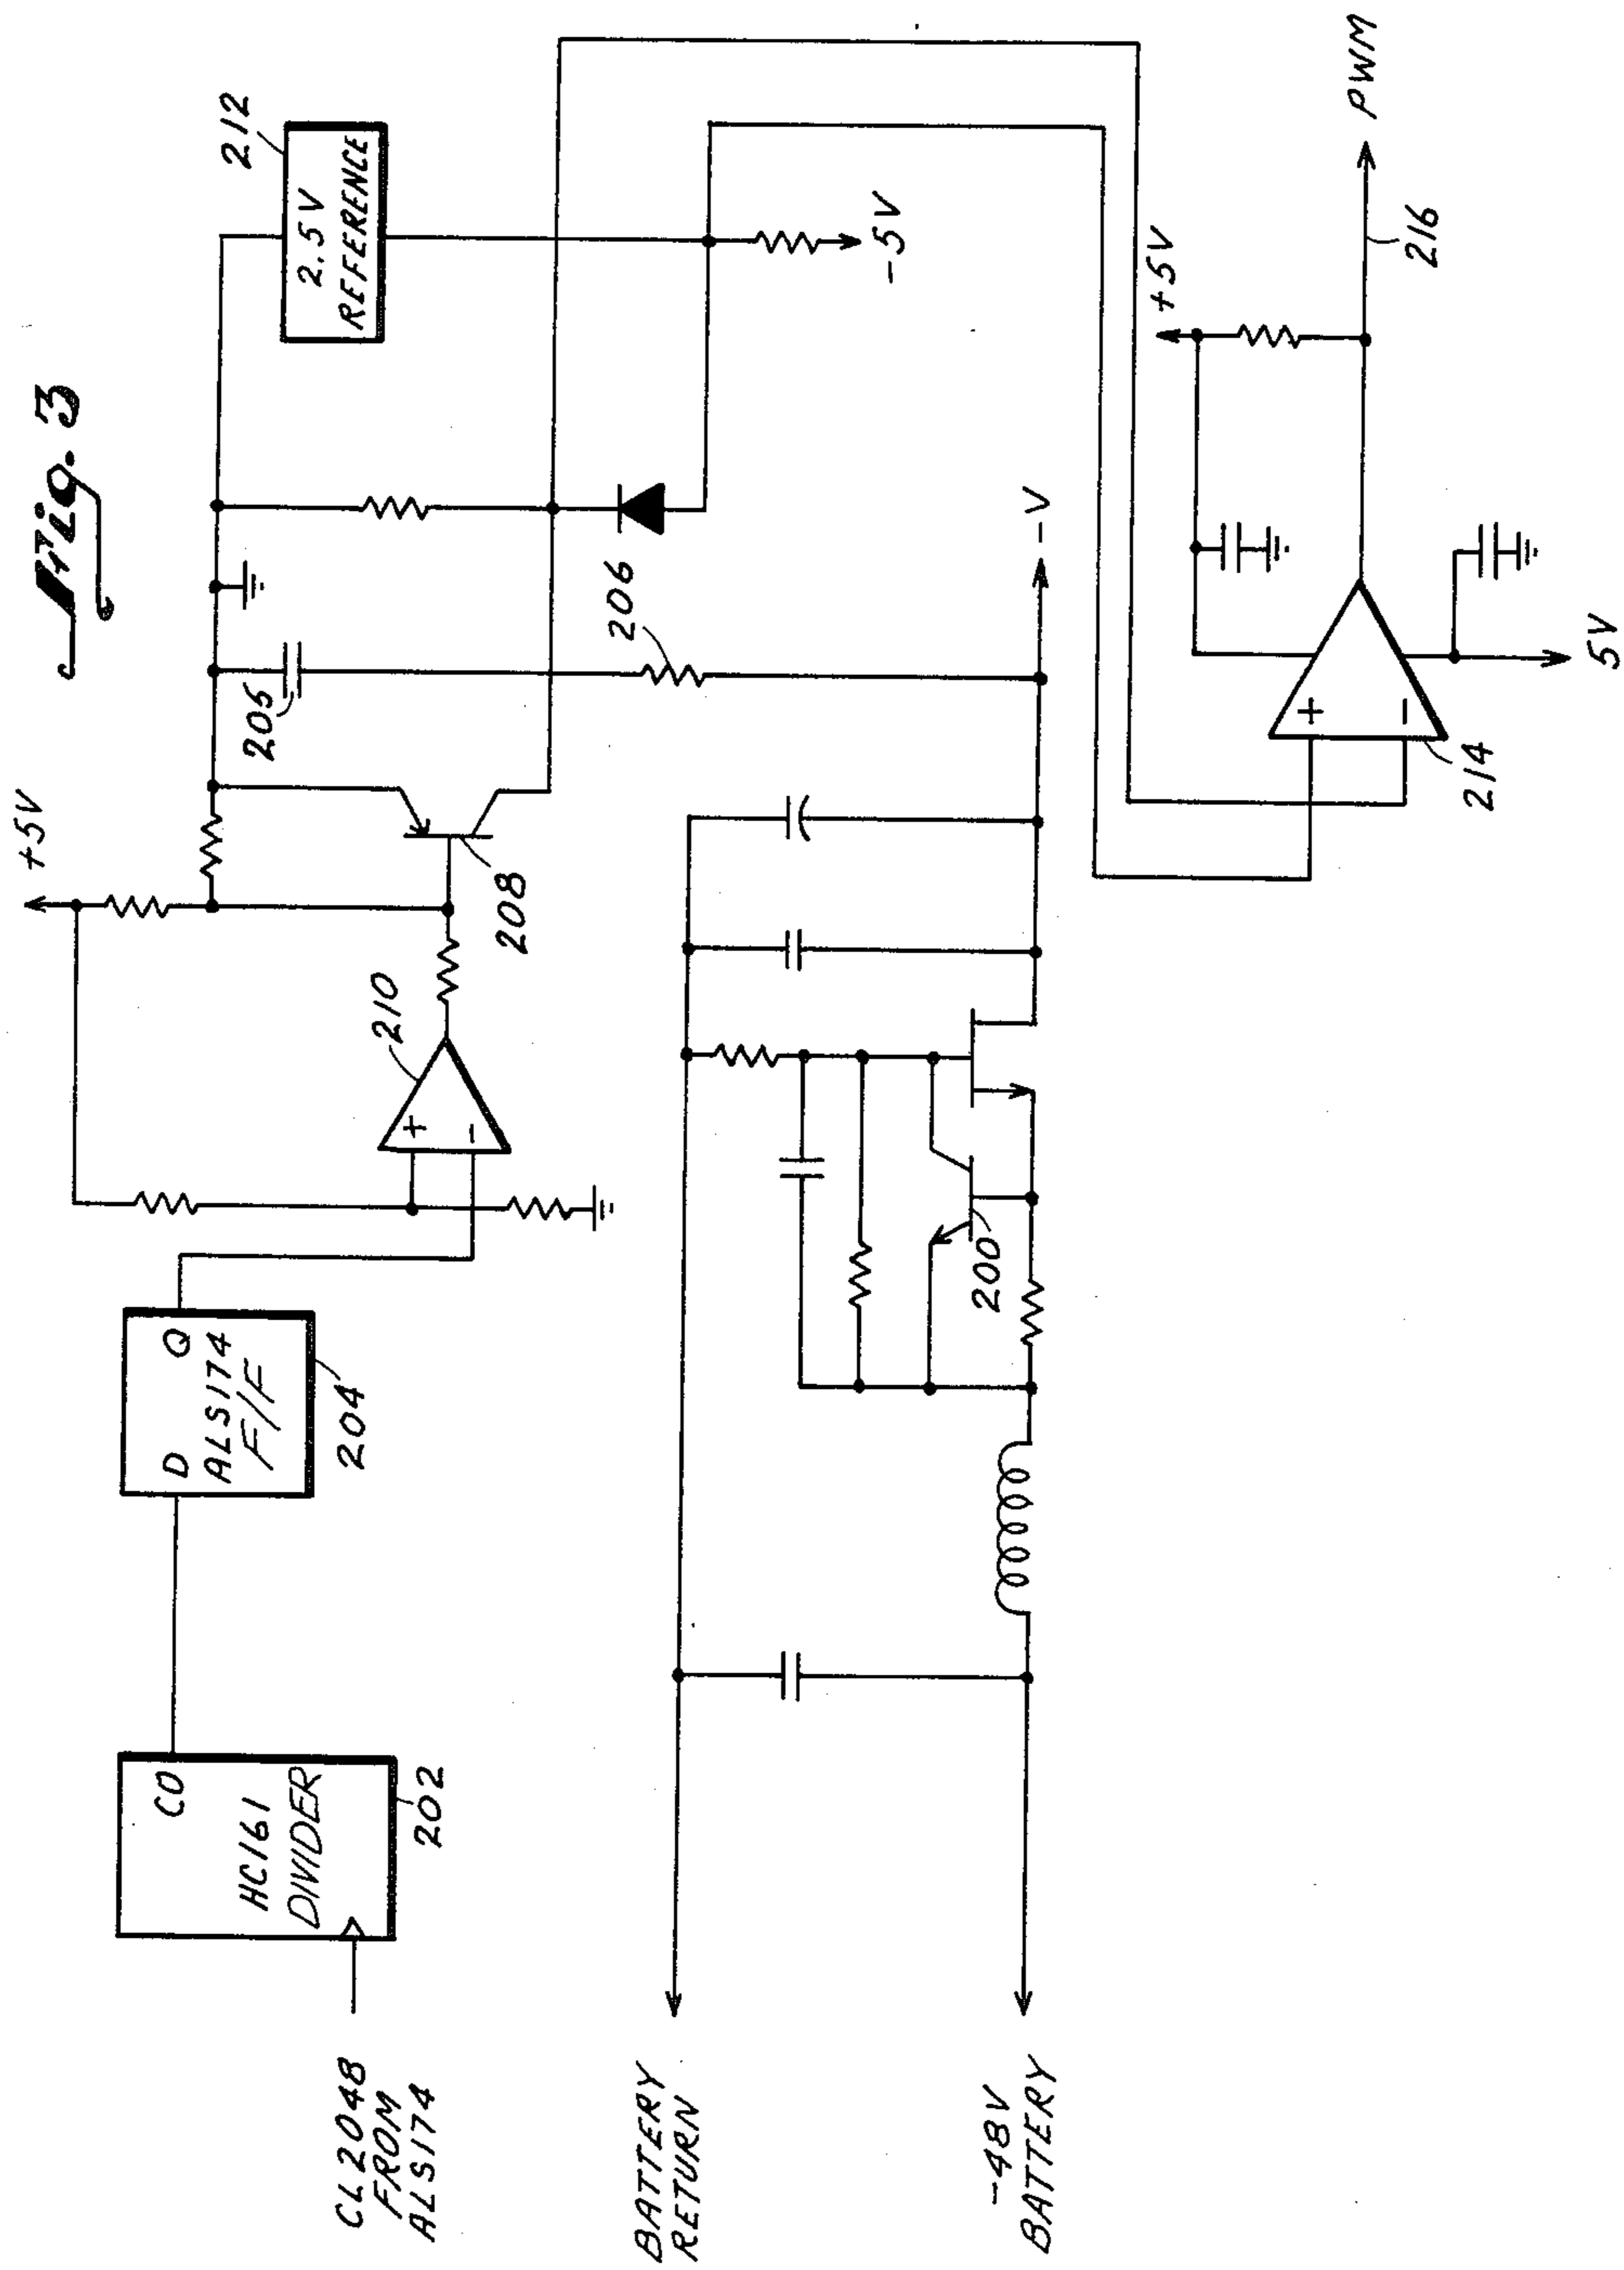 Fig. 3
+5V
212
2.5V
REFERENCE
205
206
208
210
+
-
-5V
-V
D Q
ALS174
F/F
204
CO
HC161
DIVIDER
202
CL2048
FROM
ALS174
BATTERY
RETURN
-48V
BATTERY
200
+5V
PWM
216
+
-
214
5V